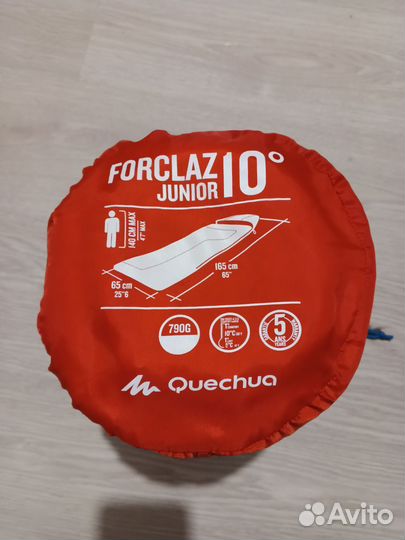 FORCLAZ 10°
JUNIOR
140 CM MAX
4'7" MAX
165 cm
65"
65 cm
25"6
790G
10°C
5
ANS
YEARS
Quechua
Avito